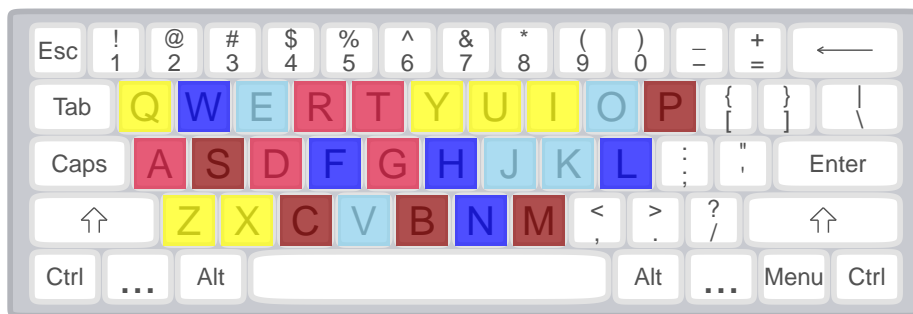 Esc ! 1 @ 2 # 3 $ 4 % 5 ^ 6 & 7 * 8 ( 9 ) 0 _ – + =
Tab Q W E R T Y U I O P { [ } ] | \
Caps A S D F G H J K L : ; " ' Enter
Z X C V B N M < , > . ? /
Ctrl ... Alt Alt ... Menu Ctrl